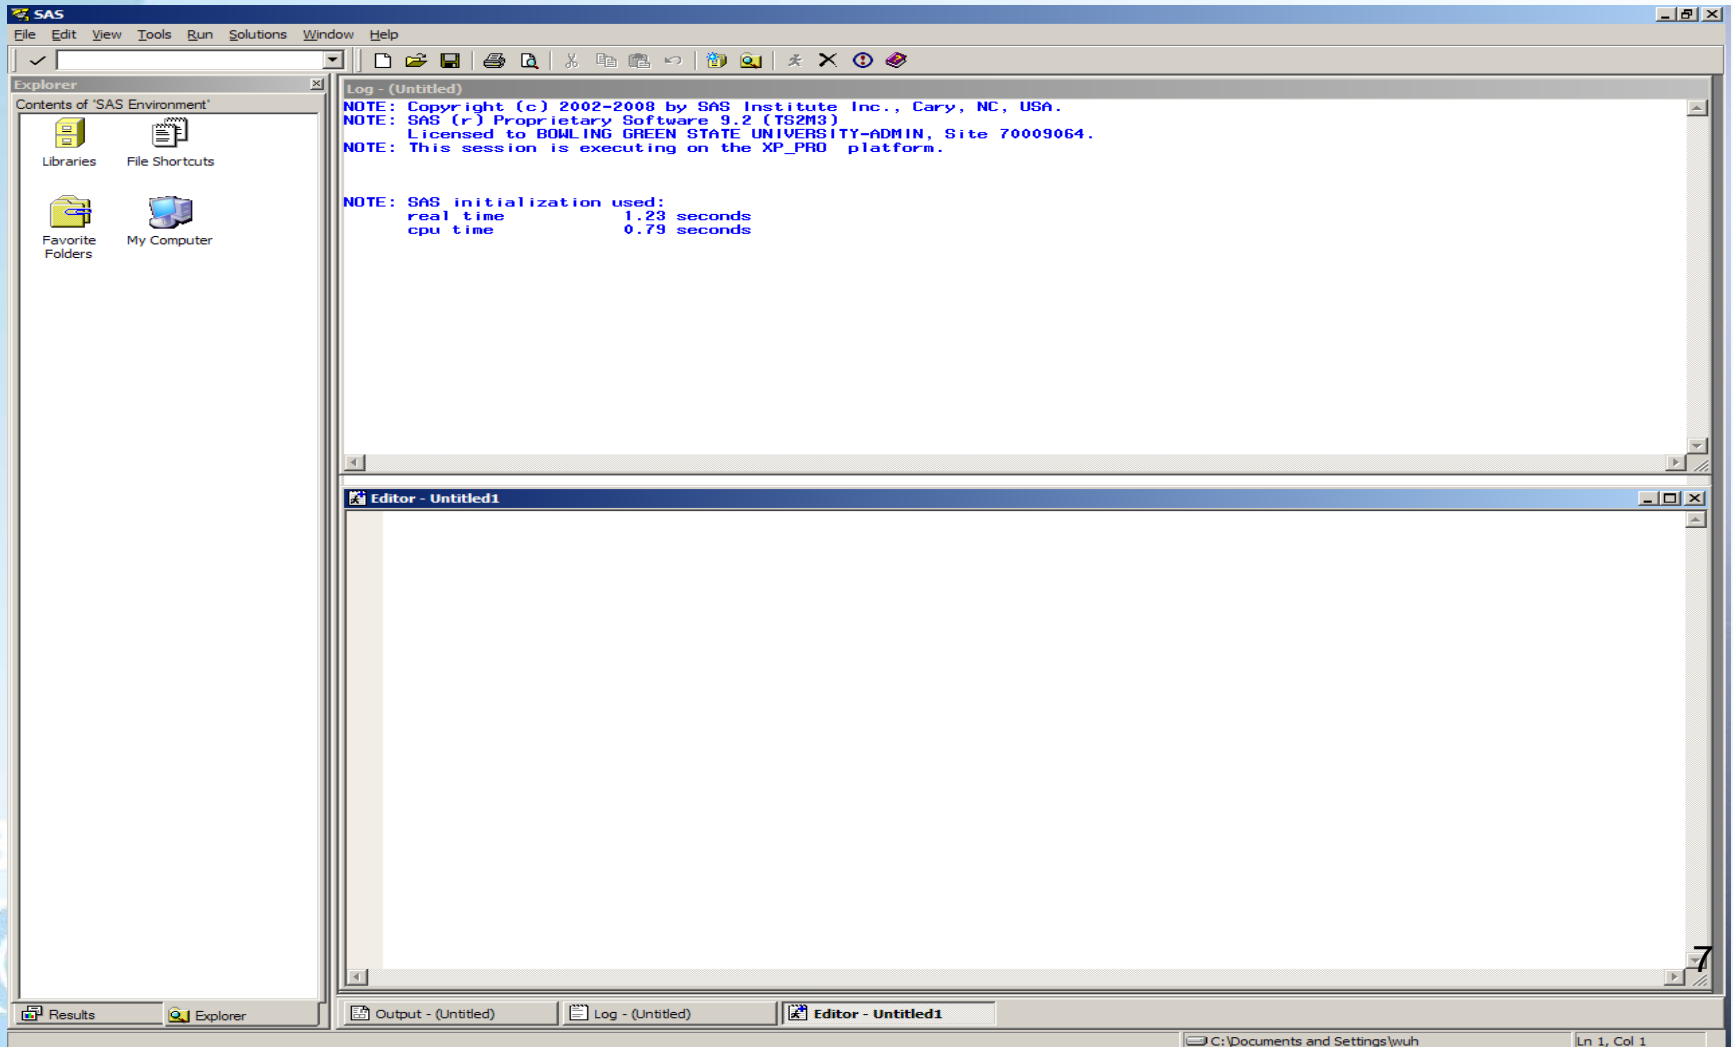 SAS
File Edit View Tools Run Solutions Window Help
Explorer
Contents of 'SAS Environment'
Libraries File Shortcuts
Favorite Folders My Computer
Log - (Untitled)
NOTE: Copyright (c) 2002-2008 by SAS Institute Inc., Cary, NC, USA.
NOTE: SAS (r) Proprietary Software 9.2 (TS2M3)
Licensed to BOWLING GREEN STATE UNIVERSITY-ADMIN, Site 70009064.
NOTE: This session is executing on the XP_PRO platform.
NOTE: SAS initialization used:
real time 1.23 seconds
cpu time 0.79 seconds
Editor - Untitled1
7
Results Explorer
Output - (Untitled) Log - (Untitled) Editor - Untitled1
C:\Documents and Settings\wuh Ln 1, Col 1